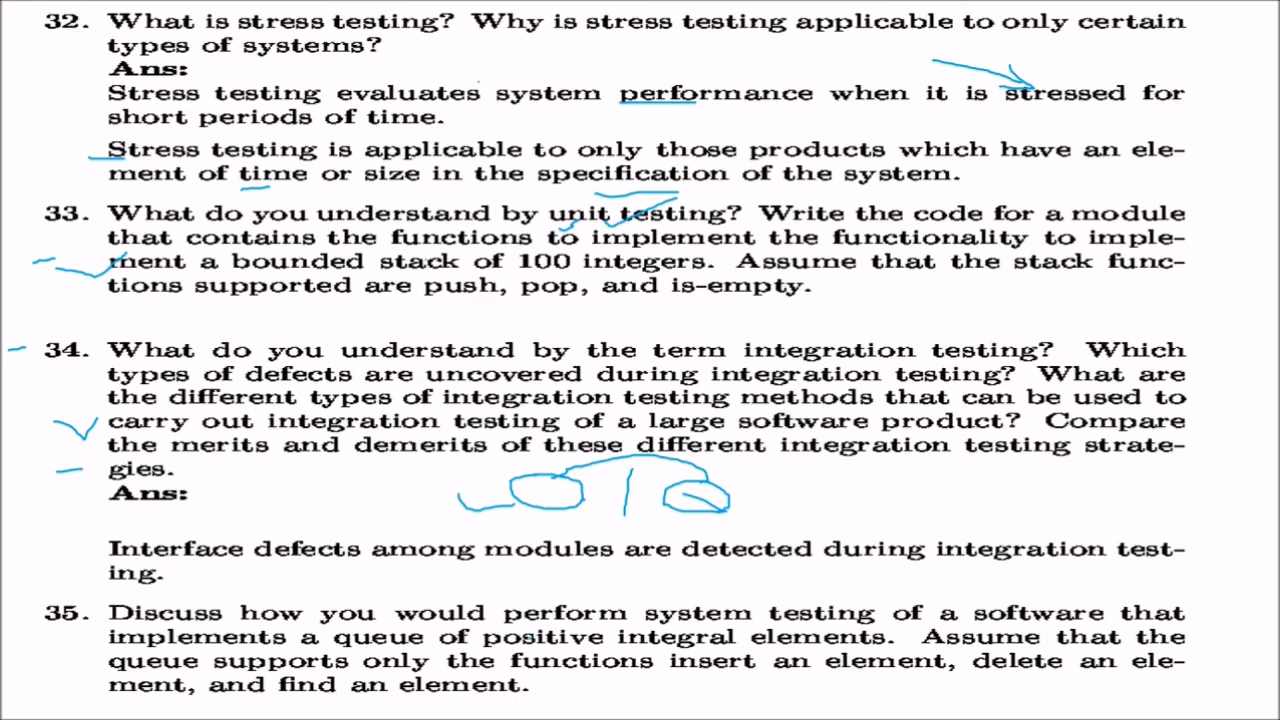 32. What is stress testing? Why is stress testing applicable to only certain
types of systems?
Ans:
Stress testing evaluates system performance when it is stressed for
short periods of time.
Stress testing is applicable to only those products which have an ele-
ment of time or size in the specification of the system.
33. What do you understand by unit testing? Write the code for a module
that contains the functions to implement the functionality to imple-
ment a bounded stack of 100 integers. Assume that the stack func-
tions supported are push, pop, and is-empty.
34. What do you understand by the term integration testing? Which
types of defects are uncovered during integration testing? What are
the different types of integration testing methods that can be used to
carry out integration testing of a large software product? Compare
the merits and demerits of these different integration testing strate-
gies.
Ans:
Interface defects among modules are detected during integration test-
ing.
35. Discuss how you would perform system testing of a software that
implements a queue of positive integral elements. Assume that the
queue supports only the functions insert an element, delete an ele-
ment, and find an element.